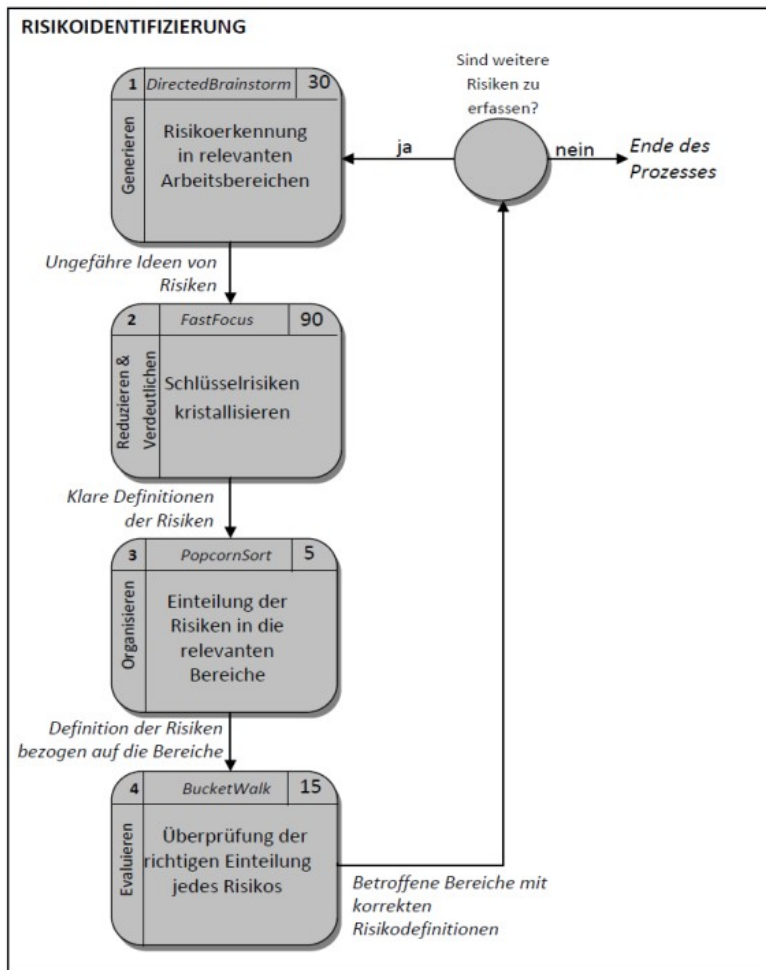 RISIKOIDENTIFIZIERUNG
1 DirectedBrainstorm 30
Generieren
Risikoerkennung
in relevanten
Arbeitsbereichen
Sind weitere
Risiken zu
erfassen?
ja
nein
Ende des
Prozesses
Ungefähre Ideen von
Risiken
2 FastFocus 90
Reduzieren &
Verdeutlichen
Schlüsselrisiken
kristallisieren
Klare Definitionen
der Risiken
3 PopcornSort 5
Organisieren
Einteilung der
Risiken in die
relevanten
Bereiche
Definition der Risiken
bezogen auf die Bereiche
4 BucketWalk 15
Evaluieren
Überprüfung der
richtigen Einteilung
jedes Risikos
Betroffene Bereiche mit
korrekten
Risikodefinitionen